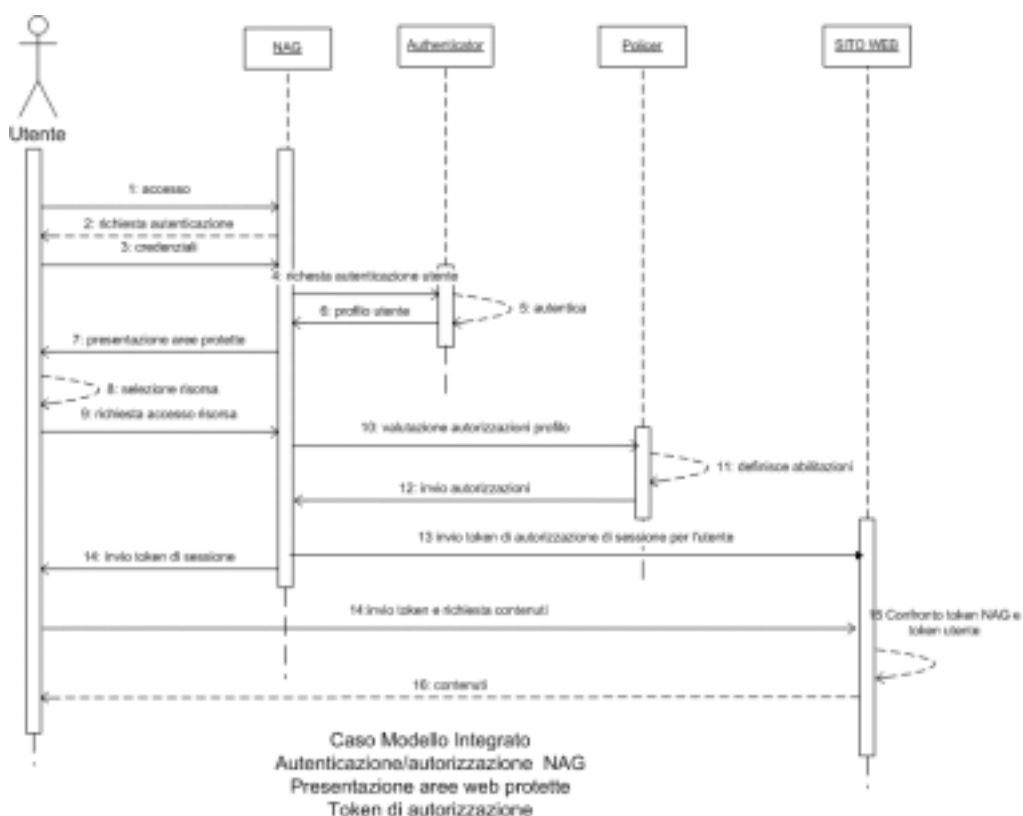 NAG
Authenticator
Policer
SITO WEB
Utente
1: accesso
2: richiesta autenticazione
3: credenziali
4: richesta autenticazione utente
5: autentica
6: profilo utente
7: presentazione aree protette
8: selezione risorsa
9: richiesta accesso risorsa
10: valutazione autorizzazioni profilo
11: definisce abilitazioni
12: invio autorizzazioni
13 invio token di autorizzazione di sessione per l'utente
14: invio token di sessione
14:invio token e richiesta contenuti
15 Confronto token NAG e
token utente
16: contenuti
Caso Modello Integrato
Autenticazione/autorizzazione NAG
Presentazione aree web protette
Token di autorizzazione